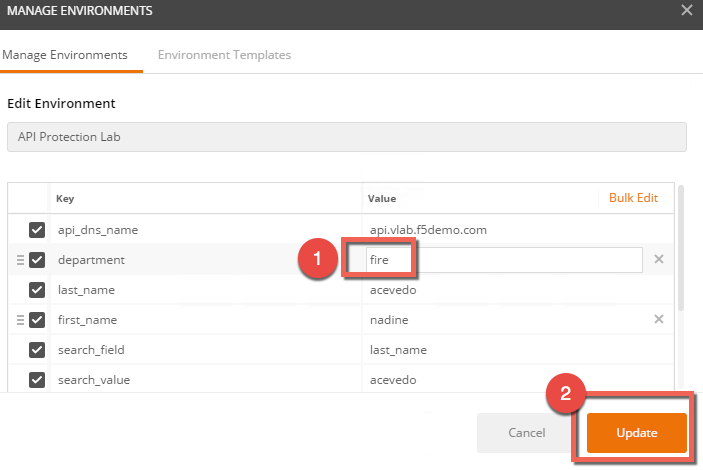 MANAGE ENVIRONMENTS
Manage Environments Environment Templates
Edit Environment
API Protection Lab
Key Value Bulk Edit
api_dns_name api.vlab.f5demo.com
department 1 fire
last_name acevedo
first_name nadine
search_field last_name
search_value acevedo
2
Cancel Update